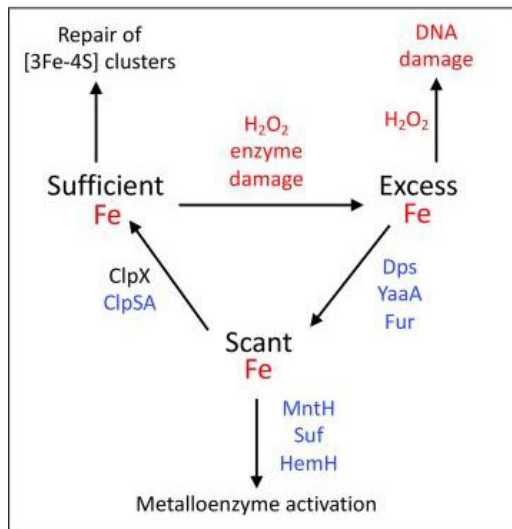 Repair of
[3Fe-4S] clusters
DNA
damage
H₂O₂
enzyme
damage
H₂O₂
Sufficient
Fe
Excess
Fe
ClpX
ClpSA
Dps
YaaA
Fur
Scant
Fe
MntH
Suf
HemH
Metalloenzyme activation